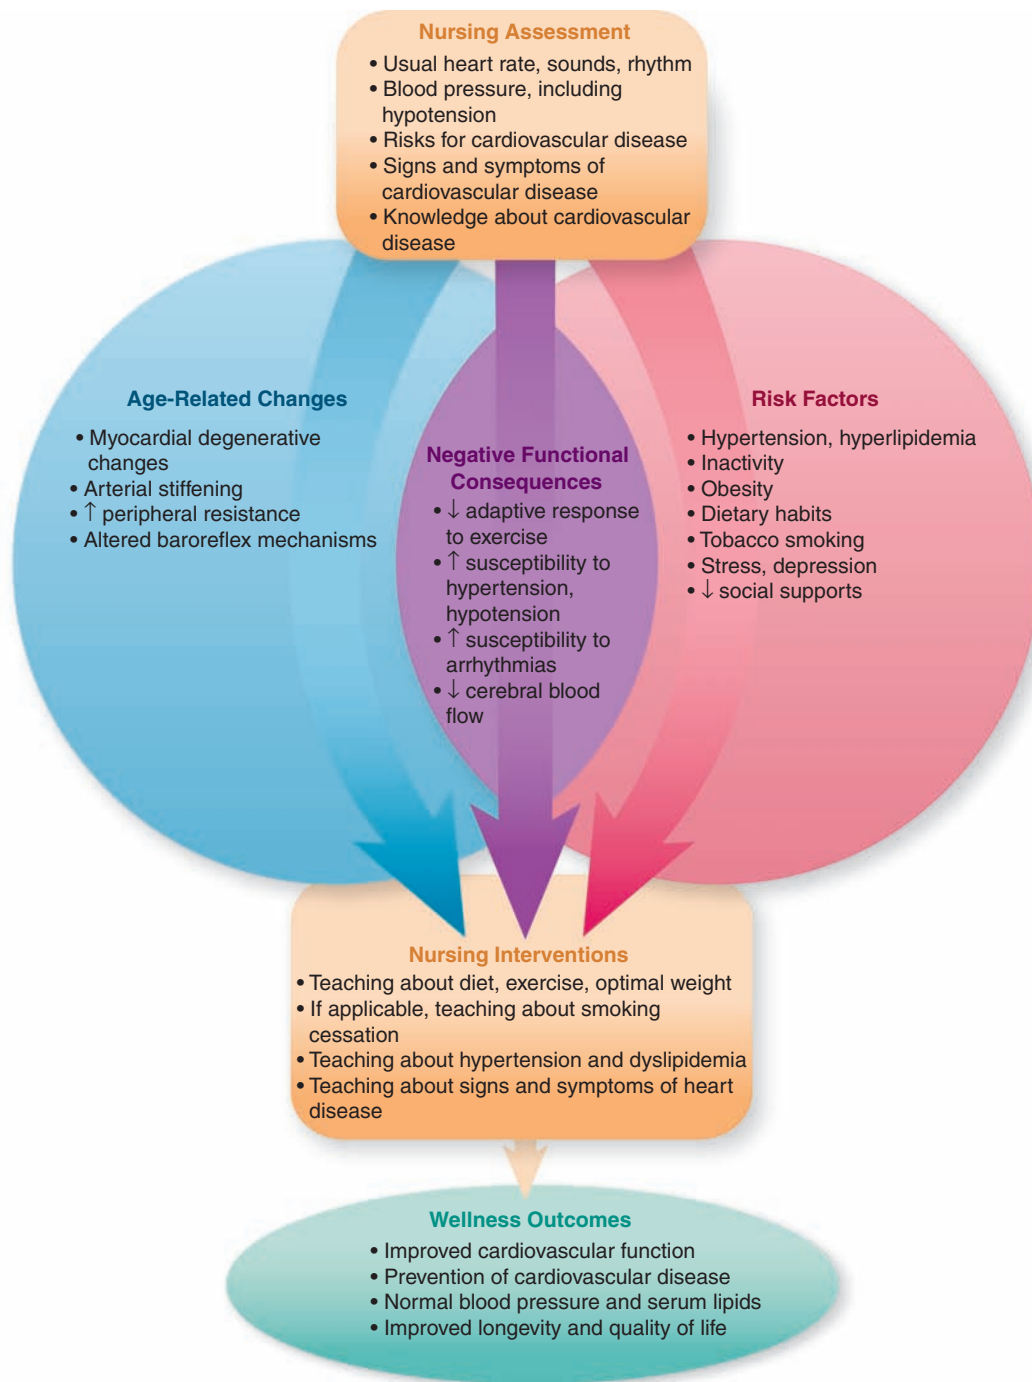 Nursing Assessment
• Usual heart rate, sounds, rhythm
• Blood pressure, including
hypotension
• Risks for cardiovascular disease
• Signs and symptoms of
cardiovascular disease
• Knowledge about cardiovascular
disease
Age-Related Changes
• Myocardial degenerative
changes
• Arterial stiffening
• ↑ peripheral resistance
• Altered baroreflex mechanisms
Negative Functional
Consequences
• ↓ adaptive response
to exercise
• ↑ susceptibility to
hypertension,
hypotension
• ↑ susceptibility to
arrhythmias
• ↓ cerebral blood
flow
Risk Factors
• Hypertension, hyperlipidemia
• Inactivity
• Obesity
• Dietary habits
• Tobacco smoking
• Stress, depression
• ↓ social supports
Nursing Interventions
• Teaching about diet, exercise, optimal weight
• If applicable, teaching about smoking
cessation
• Teaching about hypertension and dyslipidemia
• Teaching about signs and symptoms of heart
disease
Wellness Outcomes
• Improved cardiovascular function
• Prevention of cardiovascular disease
• Normal blood pressure and serum lipids
• Improved longevity and quality of life